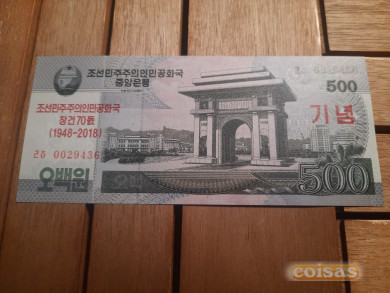 조선민주주의인민공화국
중앙은행
500
조선민주주의인민공화국
창건70돐
(1948-2018)
기념
오백원
500
coisas